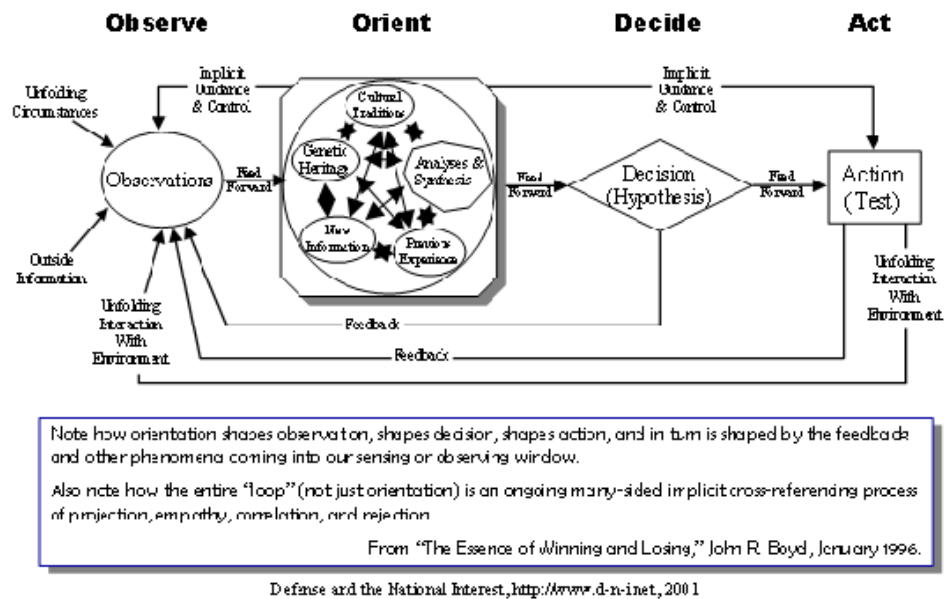 Observe
Orient
Decide
Act
Implicit
Guidance
& Control
Implicit
Guidance
& Control
Unfolding
Circumstances
Cultural
Traditions
Genetic
Heritage
Analyses &
Synthesis
Observations
Feed
Forward
Feed
Forward
Decision
(Hypothesis)
Feed
Forward
Action
(Test)
New
Information
Previous
Experience
Outside
Information
Unfolding
Interaction
With
Environment
Unfolding
Interaction
With
Environment
Feedback
Feedback
Note how orientation shapes observation, shapes decision, shapes action, and in turn is shaped by the feedback
and other phenomena coming into our sensing or observing window.
Also note how the entire “loop” (not just orientation) is an ongoing many-sided implicit cross-referencing process
of projection, empathy, correlation, and rejection.
From “The Essence of Winning and Losing,” John R. Boyd, January 1996.
Defense and the National Interest, http://www.d-n-i.net, 2001